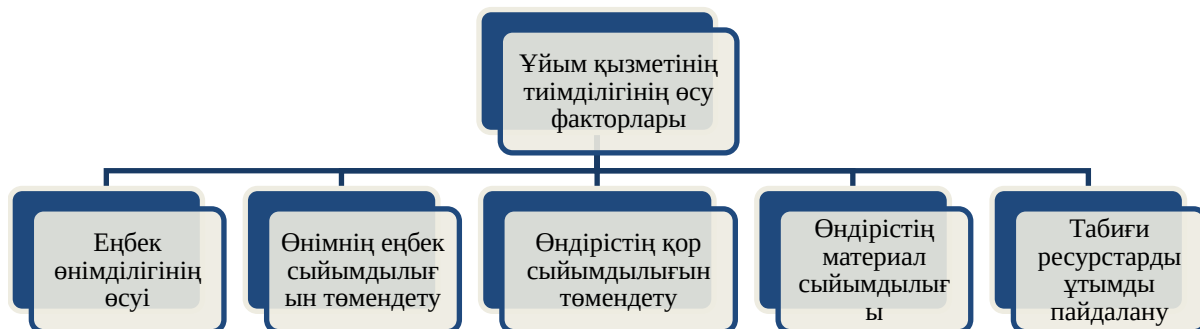 Ұйым қызметінің
тиімділігінің өсу
факторлары
Еңбек
өнімділігінің
өсуі
Өнімнің еңбек
сыйымдылығ
ын төмендету
Өндірістің қор
сыйымдылығын
төмендету
Өндірістің
материал
сыйымдылығ
ы
Табиғи
ресурстарды
ұтымды
пайдалану